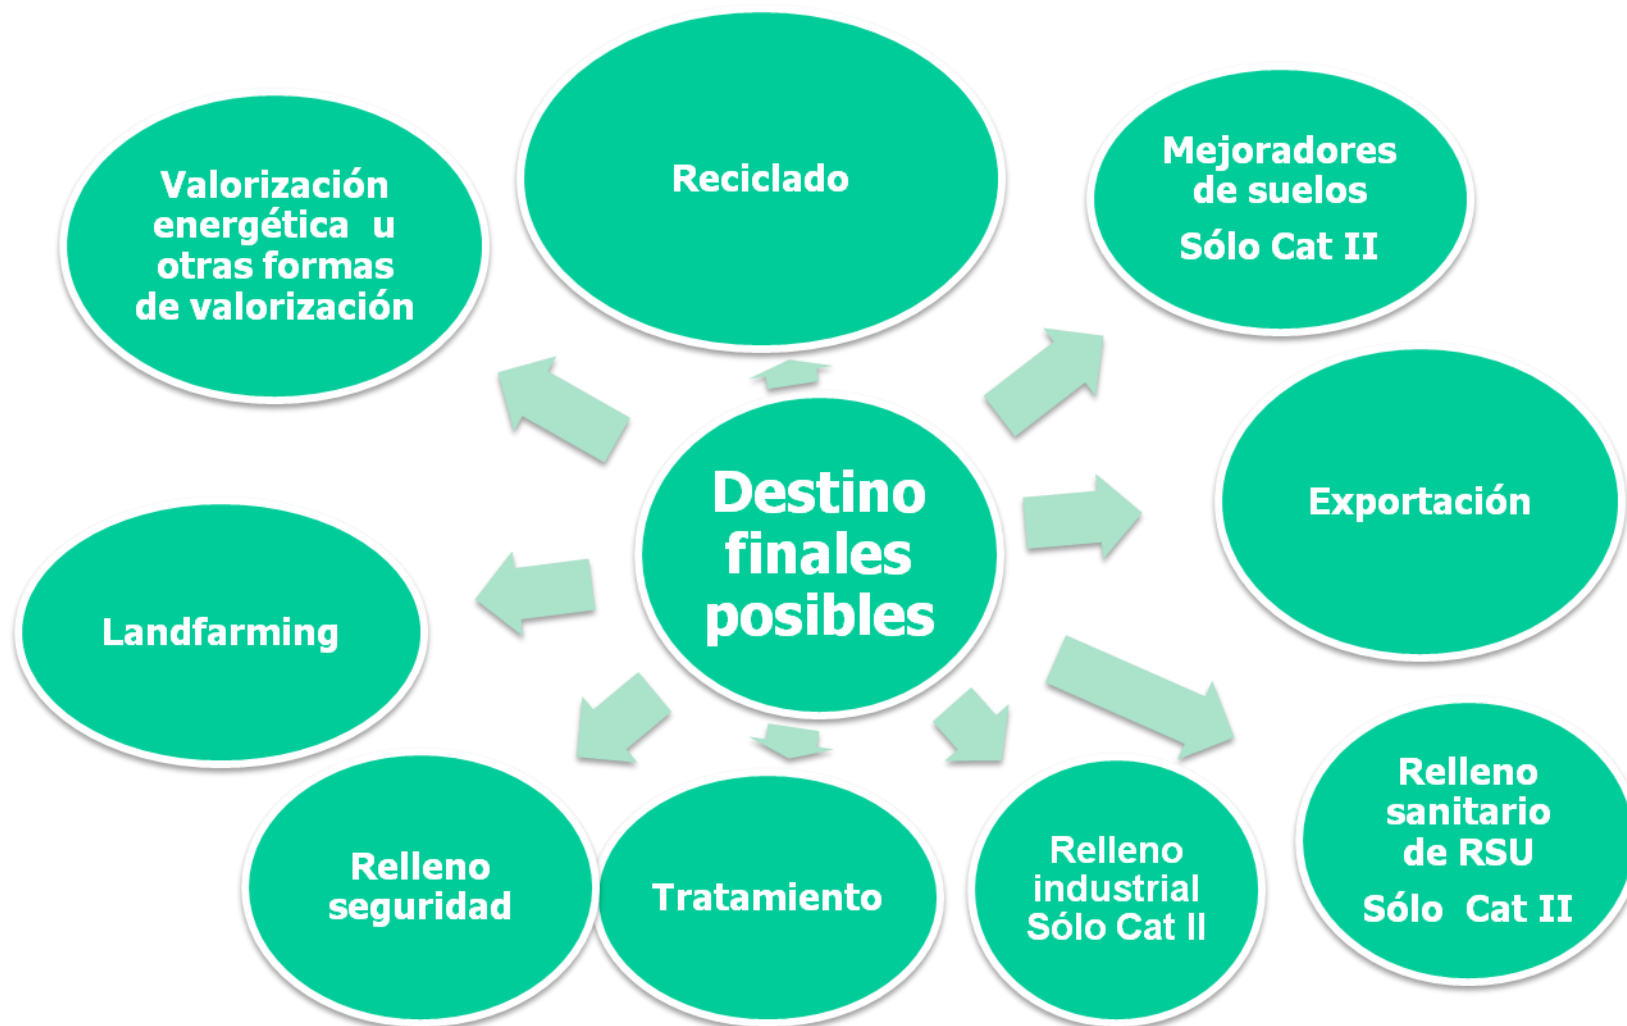 Reciclado
Mejoradores
de suelos
Sólo Cat II
Valorización
energética u
otras formas
de valorización
Destino
finales
posibles
Exportación
Landfarming
Relleno
sanitario
de RSU
Sólo Cat II
Relleno
industrial
Sólo Cat II
Tratamiento
Relleno
seguridad